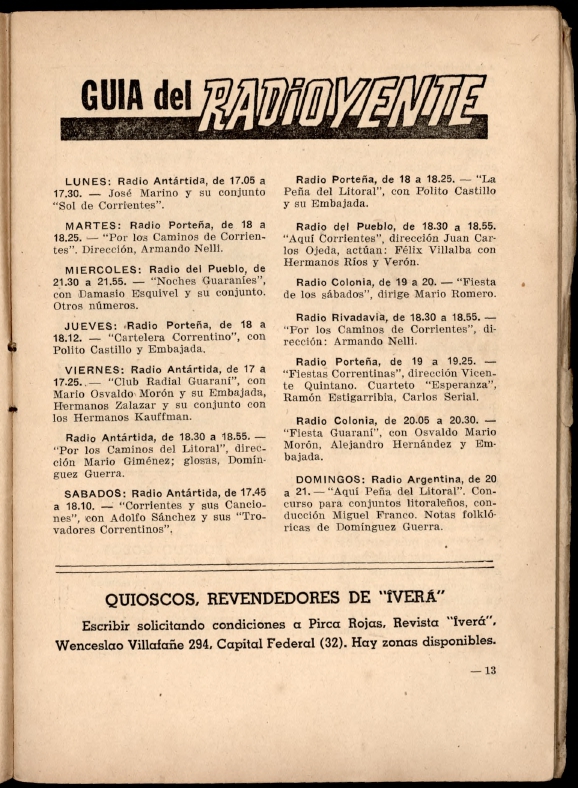 GUIA del RADIOYENTE
LUNES: Radio Antártida, de 17.05 a
17.30. — José Marino y su conjunto
"Sol de Corrientes".
MARTES: Radio Porteña, de 18 a
18.25. — "Por los Caminos de Corrien-
tes". Dirección, Armando Nelli.
MIERCOLES: Radio del Pueblo, de
21.30 a 21.55. — "Noches Guaraníes",
con Damasio Esquivel y su conjunto.
Otros números.
JUEVES: Radio Porteña, de 18 a
18.12. — "Cartelera Correntino", con
Polito Castillo y Embajada.
VIERNES: Radio Antártida, de 17 a
17.25. — "Club Radial Guaraní", con
Mario Osvaldo Morón y su Embajada,
Hermanos Zalazar y su conjunto con
los Hermanos Kauffman.
Radio Antártida, de 18.30 a 18.55. —
"Por los Caminos del Litoral", direc-
ción Mario Giménez; glosas, Domín-
guez Guerra.
SABADOS: Radio Antártida, de 17.45
a 18.10. — "Corrientes y sus Cancio-
nes", con Adolfo Sánchez y sus "Tro-
vadores Correntinos".
Radio Porteña, de 18 a 18.25. — "La
Peña del Litoral", con Polito Castillo
y su Embajada.
Radio del Pueblo, de 18.30 a 18.55.
"Aquí Corrientes", dirección Juan Car-
los Ojeda, actúan: Félix Villalba con
Hermanos Ríos y Verón.
Radio Colonia, de 19 a 20. — "Fiesta
de los sábados", dirige Mario Romero.
Radio Rivadavia, de 18.30 a 18.55. —
"Por los Caminos de Corrientes", di-
rección: Armando Nelli.
Radio Porteña, de 19 a 19.25. —
"Fiestas Correntinas", dirección Vicen-
te Quintano. Cuarteto "Esperanza",
Ramón Estigarribia, Carlos Serial.
Radio Colonia, de 20.05 a 20.30. —
"Fiesta Guaraní", con Osvaldo Mario
Morón, Alejandro Hernández y Em-
bajada.
DOMINGOS: Radio Argentina, de 20
a 21. — "Aquí Peña del Litoral". Con-
curso para conjuntos litoraleños, con-
ducción Miguel Franco. Notas folkló-
ricas de Domínguez Guerra.
QUIOSCOS, REVENDEDORES DE "ÍVERÁ"
Escribir solicitando condiciones a Pirca Rojas, Revista "Íverá",
Wenceslao Villafañe 294, Capital Federal (32). Hay zonas disponibles.
— 13